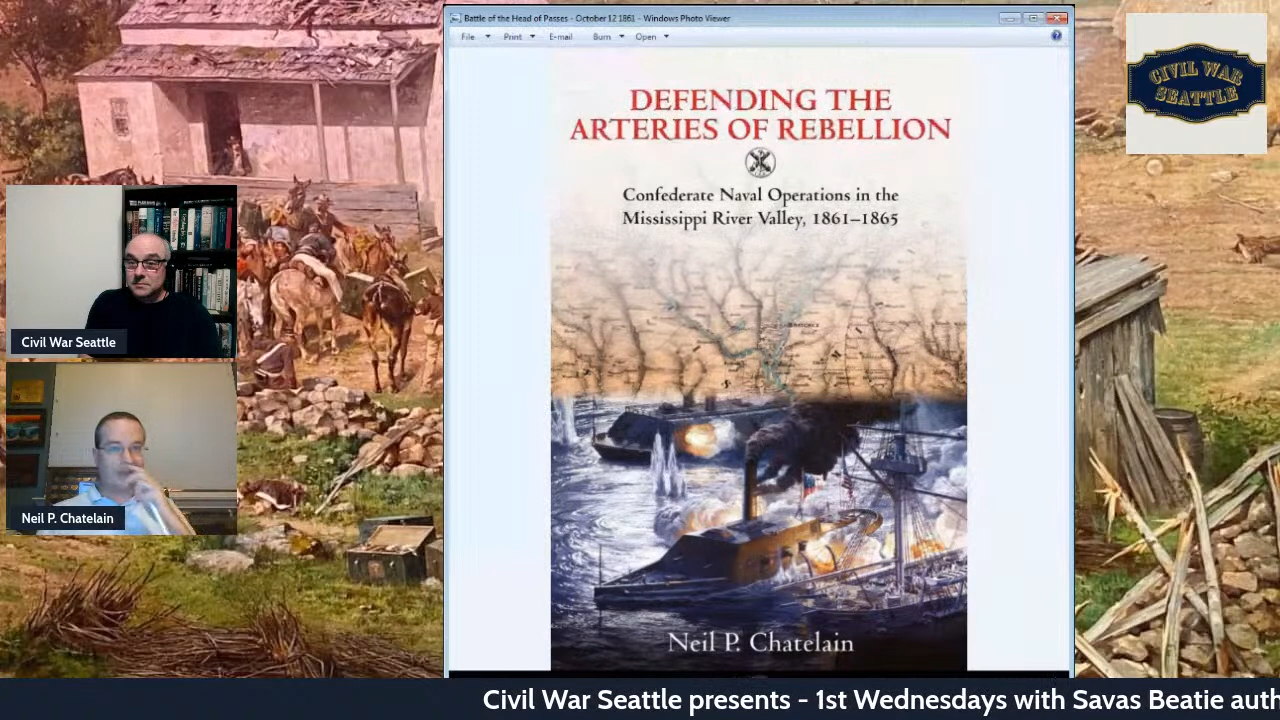 Battle of the Head of Passes - October 12 1861 - Windows Photo Viewer
File Print E-mail Burn Open
CIVIL WAR
SEATTLE
DEFENDING THE
ARTERIES OF REBELLION
Confederate Naval Operations in the
Mississippi River Valley, 1861–1865
Civil War Seattle
Neil P. Chatelain
Neil P. Chatelain
Civil War Seattle presents - 1st Wednesdays with Savas Beatie auth